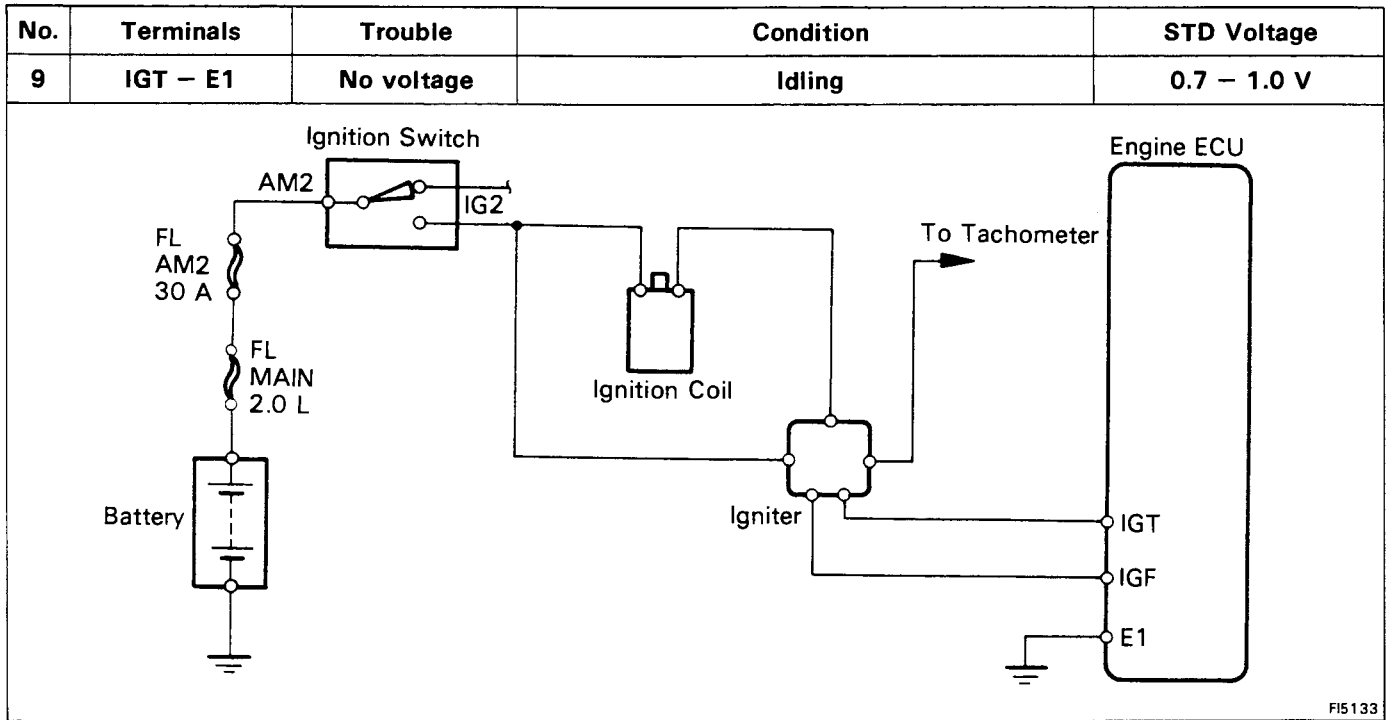 No. Terminals Trouble Condition STD Voltage
9 IGT – E1 No voltage Idling 0.7 – 1.0 V
Ignition Switch
Engine ECU
AM2
IG2
To Tachometer
FL
AM2
30 A
FL
MAIN
2.0 L
Ignition Coil
Battery
Igniter
IGT
IGF
E1
FI5133